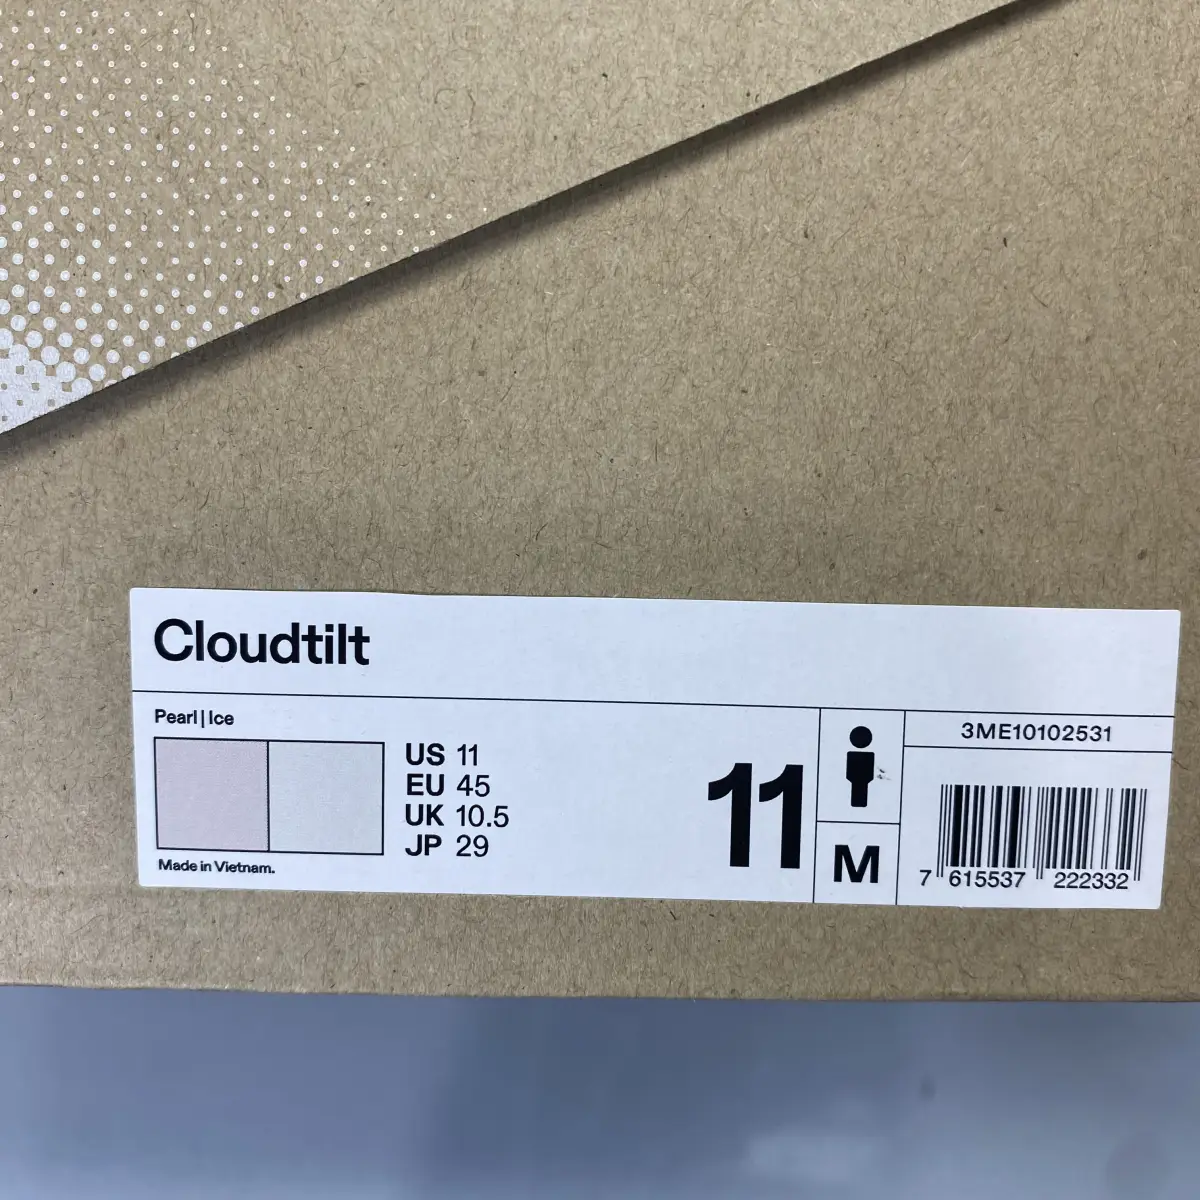 Cloudtilt
Pearl | Ice
US 11
EU 45
UK 10.5
JP 29
Made in Vietnam.
11
M
3ME10102531
7 615537 222332